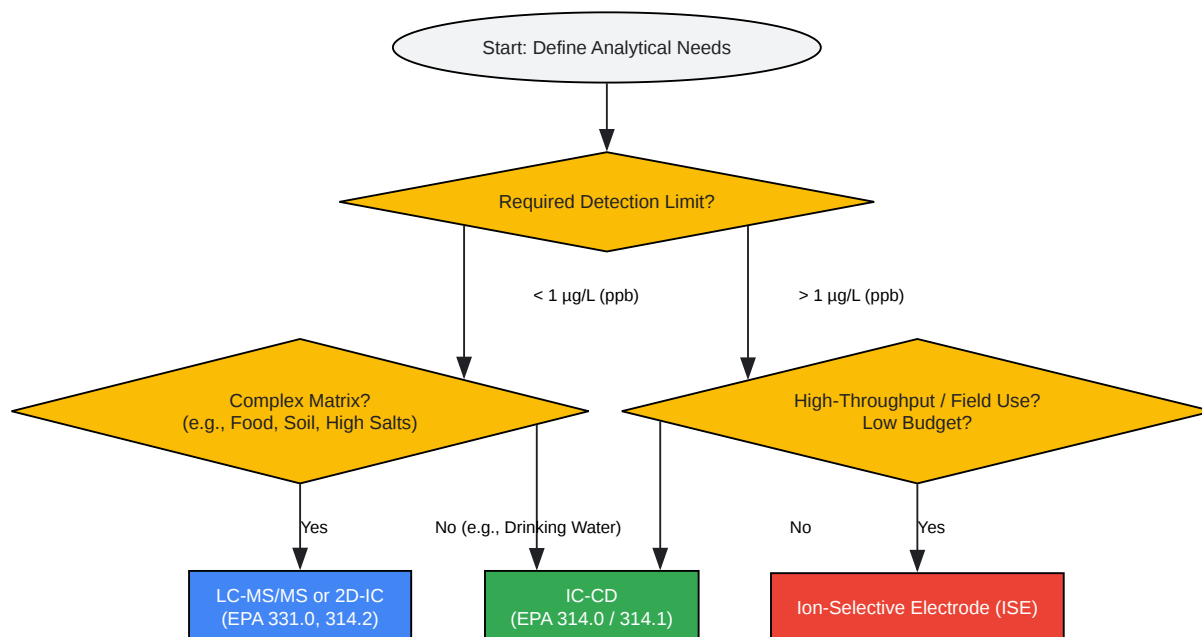 Start: Define Analytical Needs
Required Detection Limit?
< 1 µg/L (ppb)
> 1 µg/L (ppb)
Complex Matrix?
(e.g., Food, Soil, High Salts)
High-Throughput / Field Use?
Low Budget?
Yes
No (e.g., Drinking Water)
No
Yes
LC-MS/MS or 2D-IC
(EPA 331.0, 314.2)
IC-CD
(EPA 314.0 / 314.1)
Ion-Selective Electrode (ISE)